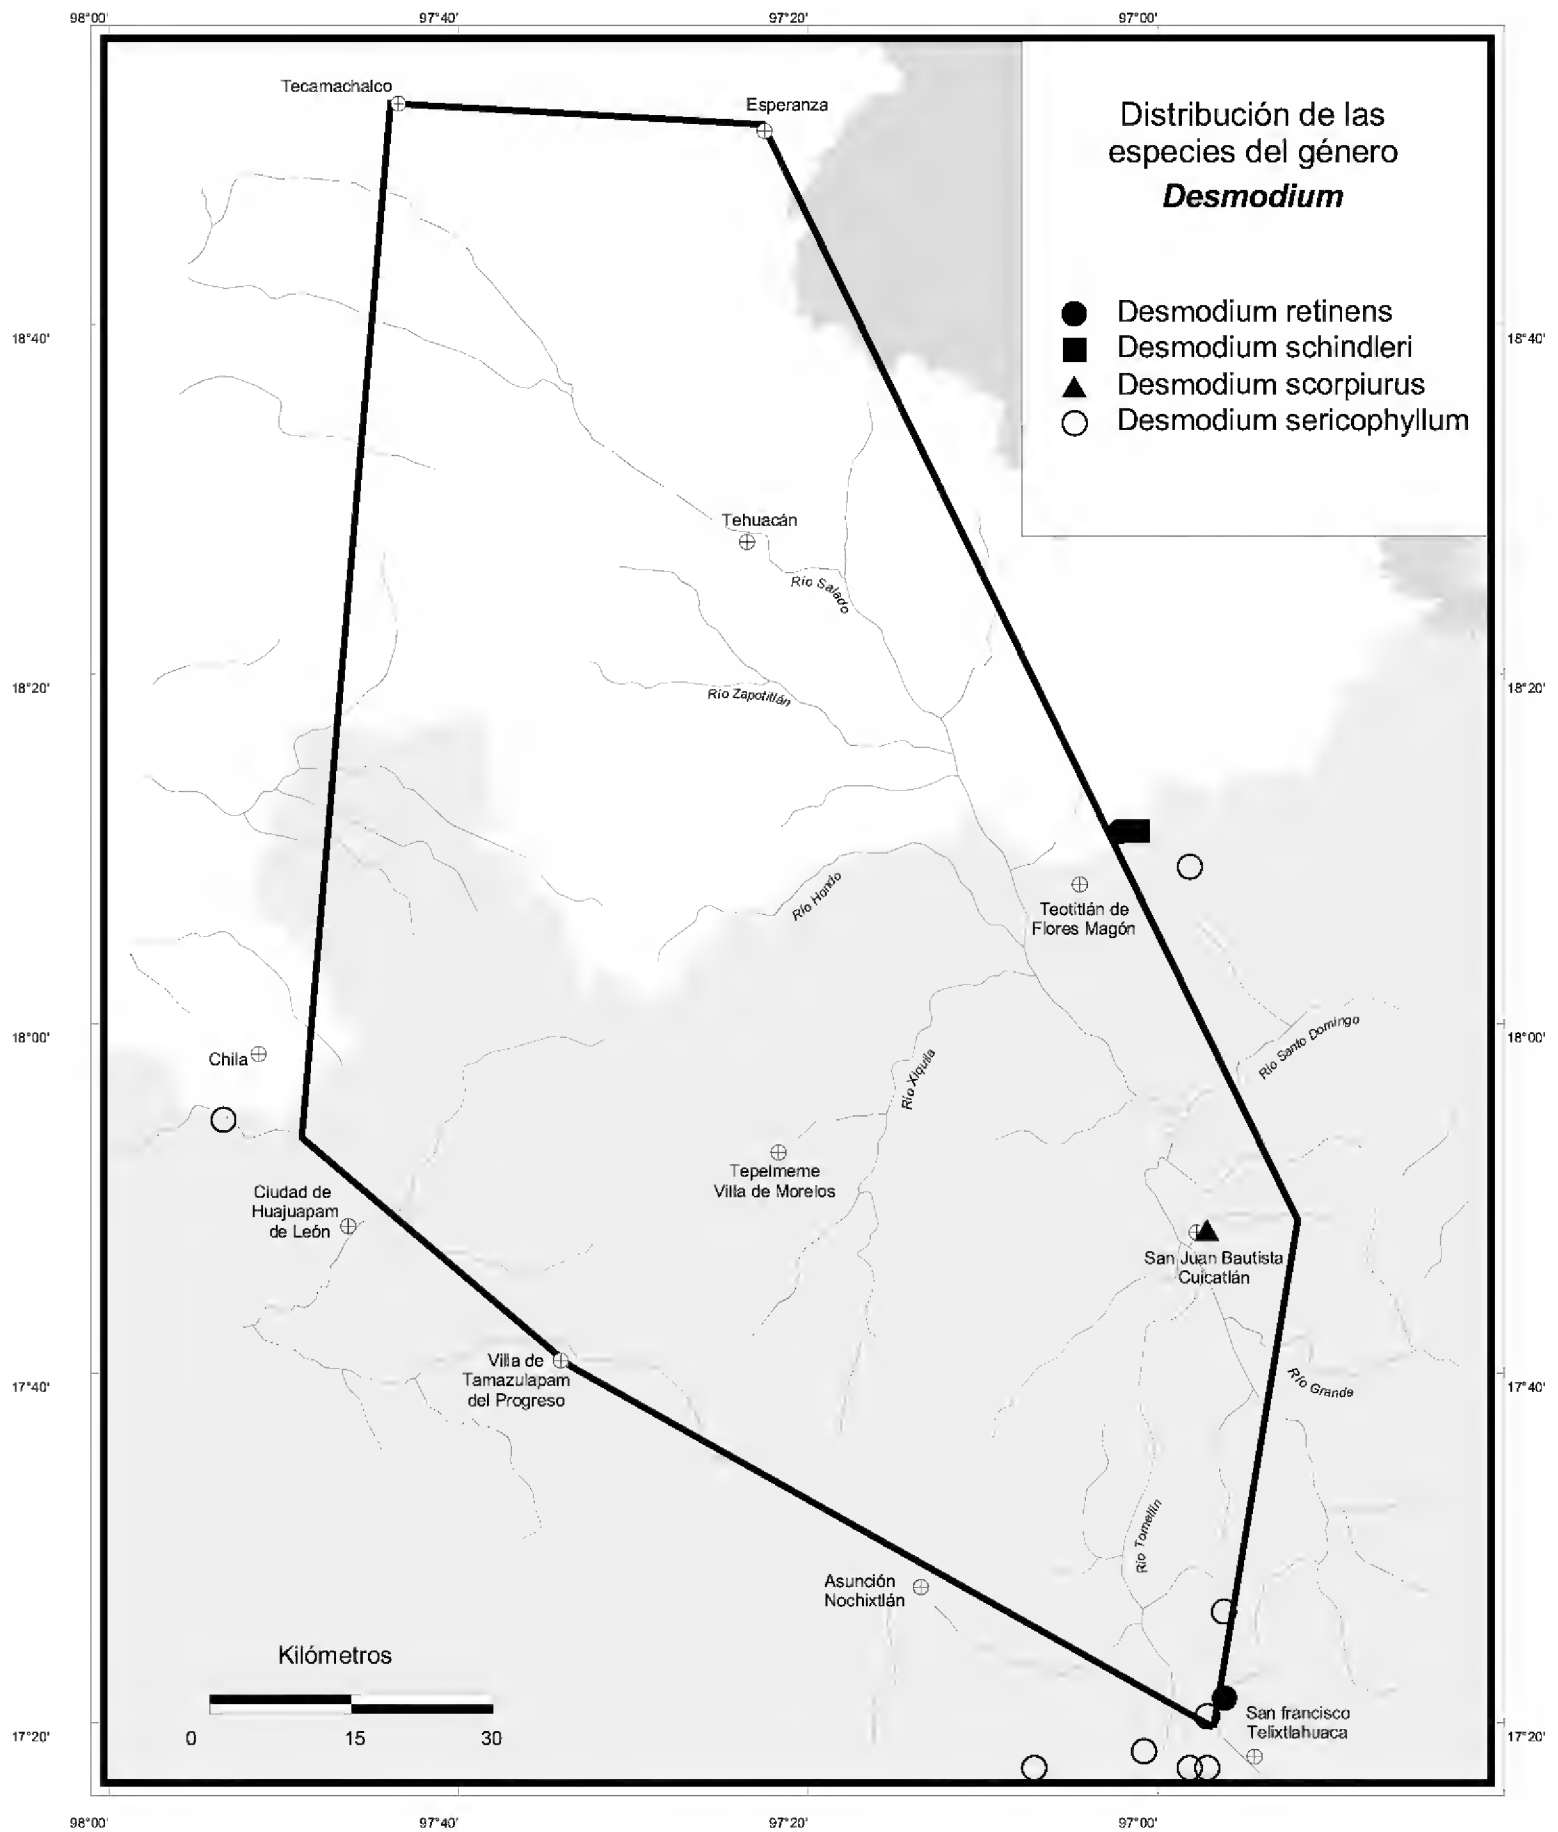 98°00'
97°40'
97°20'
97°00'
Tecamachalco
Esperanza
Distribución de las
especies del género
Desmodium
Desmodium retinens
Desmodium schindleri
Desmodium scorpiurus
Desmodium sericophyllum
18°40'
18°40'
Tehuacán
Río Salado
18°20'
18°20'
Río Zapotitlán
Río Hondo
Teotitlán de
Flores Magón
18°00'
18°00'
Río Santo Domingo
Chila
Río Xiquila
Tepelmeme
Villa de Morelos
Ciudad de
Huajuapam
de León
San Juan Bautista
Cuicatlán
Villa de
Tamazulapam
del Progreso
17°40'
17°40'
Río Grande
Río Tomellín
Asunción
Nochixtlán
Kilómetros
0
15
30
San francisco
Telixtlahuaca
17°20'
17°20'
98°00'
97°40'
97°20'
97°00'